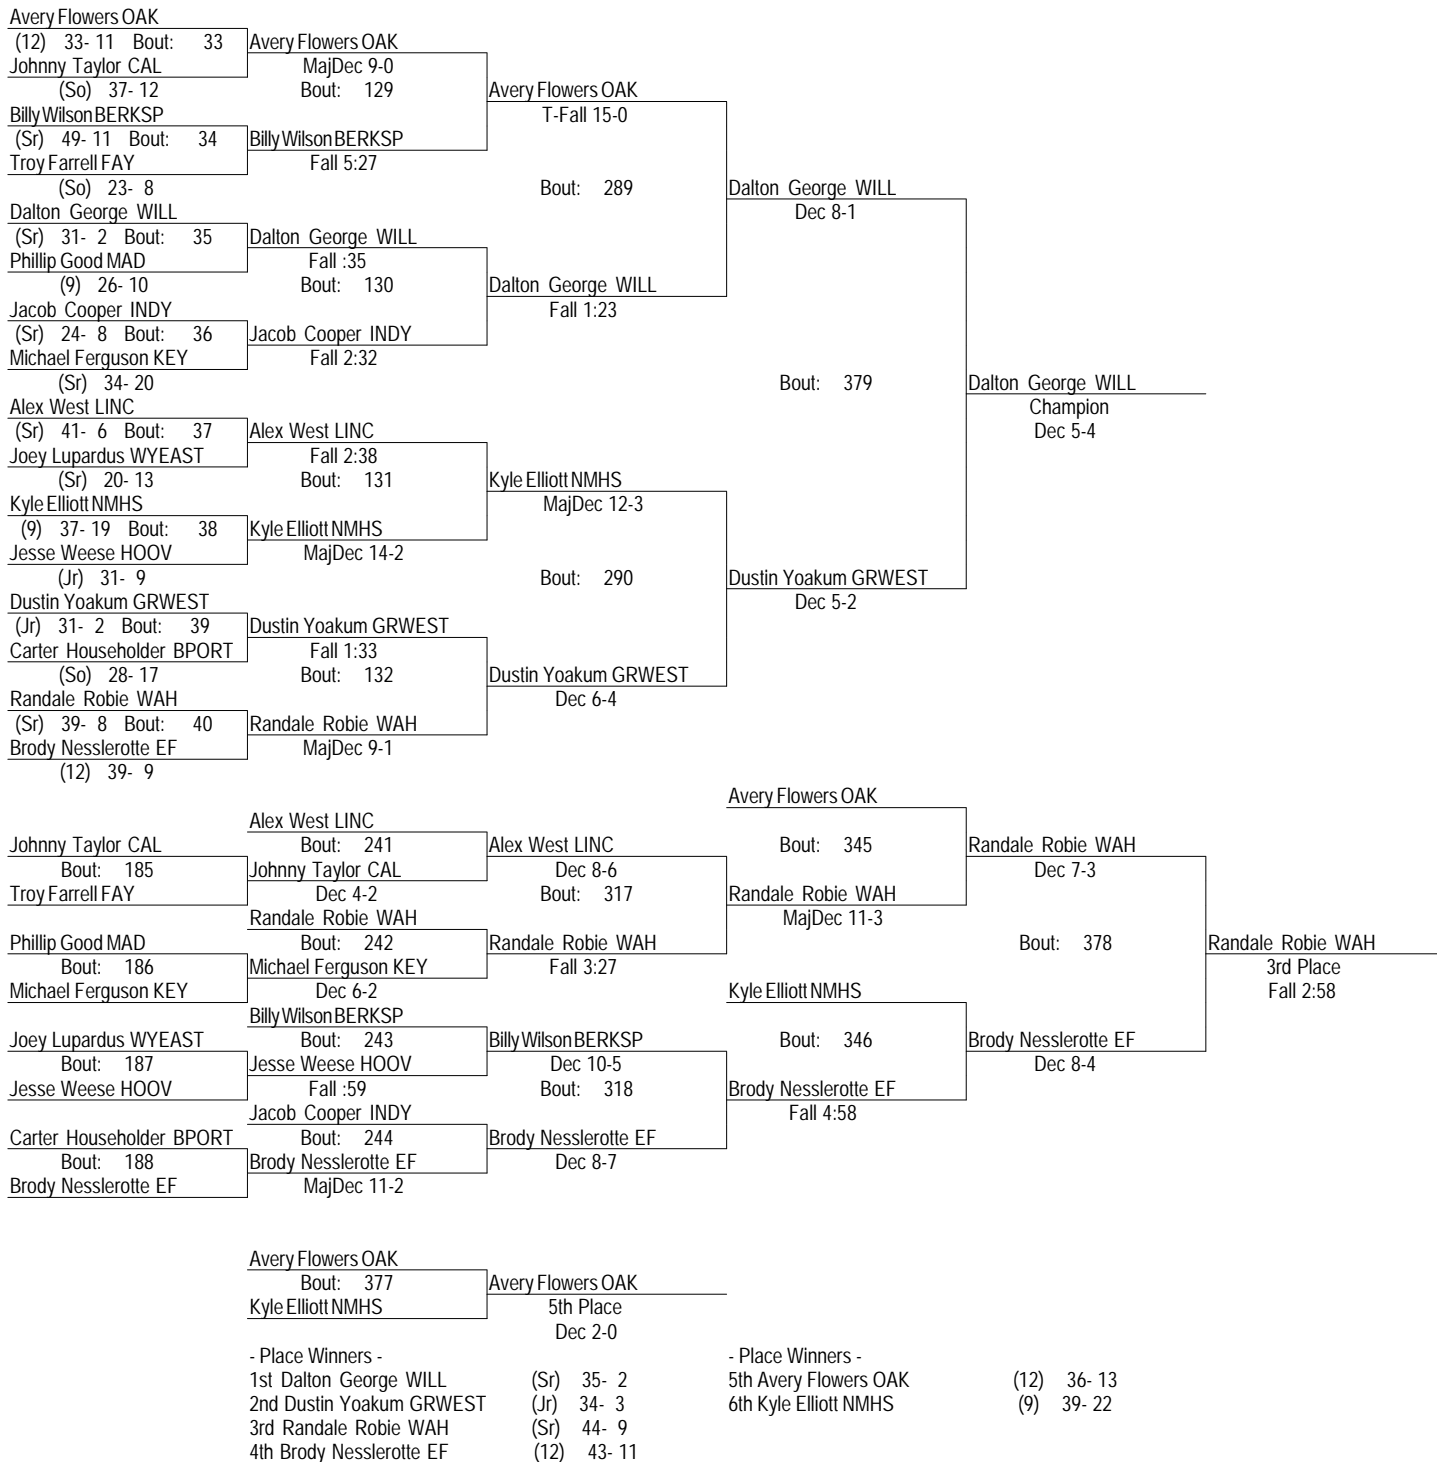 Avery Flowers OAK
(12) 33- 11 Bout: 33 Avery Flowers OAK
Johnny Taylor CAL MajDec 9-0
(So) 37- 12 Bout: 129 Avery Flowers OAK
Billy Wilson BERKSP T-Fall 15-0
(Sr) 49- 11 Bout: 34 Billy Wilson BERKSP
Troy Farrell FAY Fall 5:27
(So) 23- 8 Bout: 289 Dalton George WILL
Dalton George WILL Dec 8-1
(Sr) 31- 2 Bout: 35 Dalton George WILL
Phillip Good MAD Fall :35
(9) 26- 10 Bout: 130 Dalton George WILL
Jacob Cooper INDY Fall 1:23
(Sr) 24- 8 Bout: 36 Jacob Cooper INDY
Michael Ferguson KEY Fall 2:32
(Sr) 34- 20 Bout: 379 Dalton George WILL
Alex West LINC Champion
(Sr) 41- 6 Bout: 37 Alex West LINC Dec 5-4
Joey Lupardus WYEAST Fall 2:38
(Sr) 20- 13 Bout: 131 Kyle Elliott NMHS
Kyle Elliott NMHS MajDec 12-3
(9) 37- 19 Bout: 38 Kyle Elliott NMHS
Jesse Weese HOOV MajDec 14-2
(Jr) 31- 9 Bout: 290 Dustin Yoakum GRWEST
Dustin Yoakum GRWEST Dec 5-2
(Jr) 31- 2 Bout: 39 Dustin Yoakum GRWEST
Carter Householder BPORT Fall 1:33
(So) 28- 17 Bout: 132 Dustin Yoakum GRWEST
Randale Robie WAH Dec 6-4
(Sr) 39- 8 Bout: 40 Randale Robie WAH
Brody Nesslerotte EF MajDec 9-1
(12) 39- 9
Avery Flowers OAK
Alex West LINC
Johnny Taylor CAL Bout: 241 Alex West LINC Bout: 345 Randale Robie WAH
Bout: 185 Johnny Taylor CAL Dec 8-6 Dec 7-3
Troy Farrell FAY Dec 4-2 Bout: 317 Randale Robie WAH
Randale Robie WAH MajDec 11-3
Phillip Good MAD Bout: 242 Randale Robie WAH Bout: 378 Randale Robie WAH
Bout: 186 Michael Ferguson KEY Fall 3:27 3rd Place
Michael Ferguson KEY Dec 6-2 Kyle Elliott NMHS Fall 2:58
Billy Wilson BERKSP
Joey Lupardus WYEAST Bout: 243 Billy Wilson BERKSP Bout: 346 Brody Nesslerotte EF
Bout: 187 Jesse Weese HOOV Dec 10-5 Dec 8-4
Jesse Weese HOOV Fall :59 Bout: 318 Brody Nesslerotte EF
Jacob Cooper INDY Fall 4:58
Carter Householder BPORT Bout: 244 Brody Nesslerotte EF
Bout: 188 Brody Nesslerotte EF Dec 8-7
Brody Nesslerotte EF MajDec 11-2
Avery Flowers OAK
Bout: 377 Avery Flowers OAK
Kyle Elliott NMHS 5th Place
Dec 2-0
- Place Winners - - Place Winners -
1st Dalton George WILL (Sr) 35- 2 5th Avery Flowers OAK (12) 36- 13
2nd Dustin Yoakum GRWEST (Jr) 34- 3 6th Kyle Elliott NMHS (9) 39- 22
3rd Randale Robie WAH (Sr) 44- 9
4th Brody Nesslerotte EF (12) 43- 11